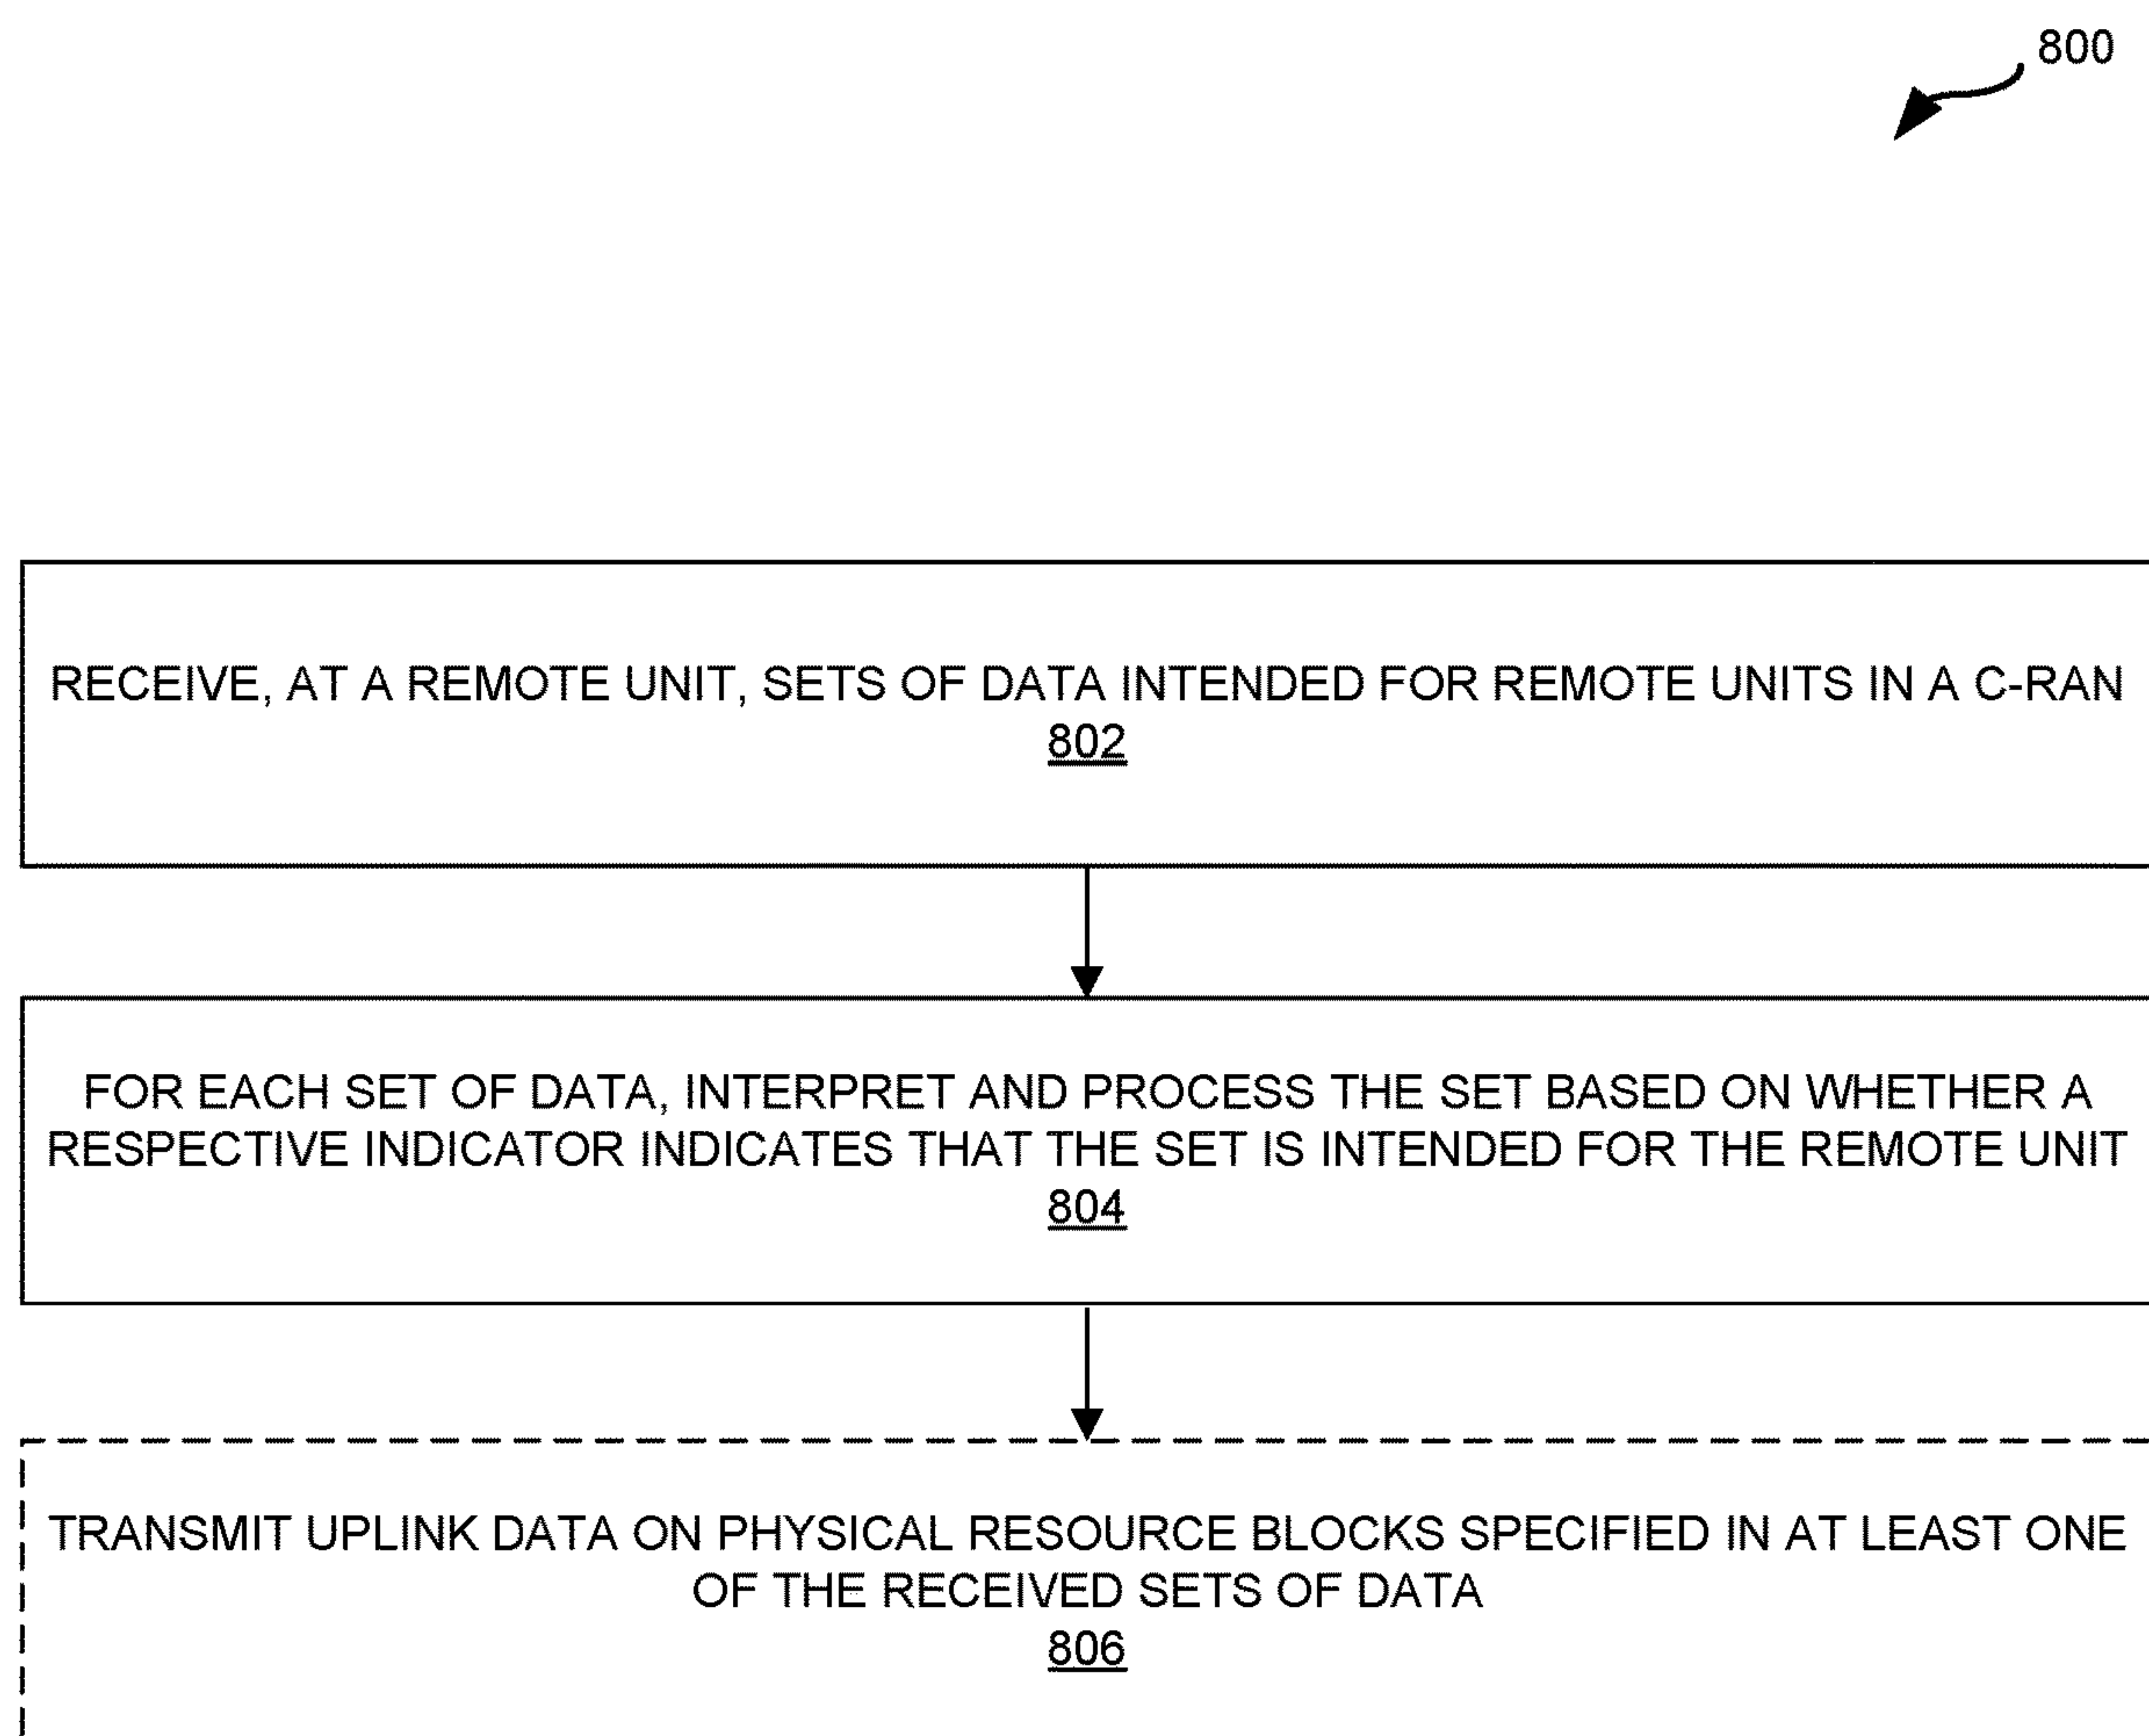 800
RECEIVE, AT A REMOTE UNIT, SETS OF DATA INTENDED FOR REMOTE UNITS IN A C-RAN
802
FOR EACH SET OF DATA, INTERPRET AND PROCESS THE SET BASED ON WHETHER A
RESPECTIVE INDICATOR INDICATES THAT THE SET IS INTENDED FOR THE REMOTE UNIT
804
TRANSMIT UPLINK DATA ON PHYSICAL RESOURCE BLOCKS SPECIFIED IN AT LEAST ONE
OF THE RECEIVED SETS OF DATA
806